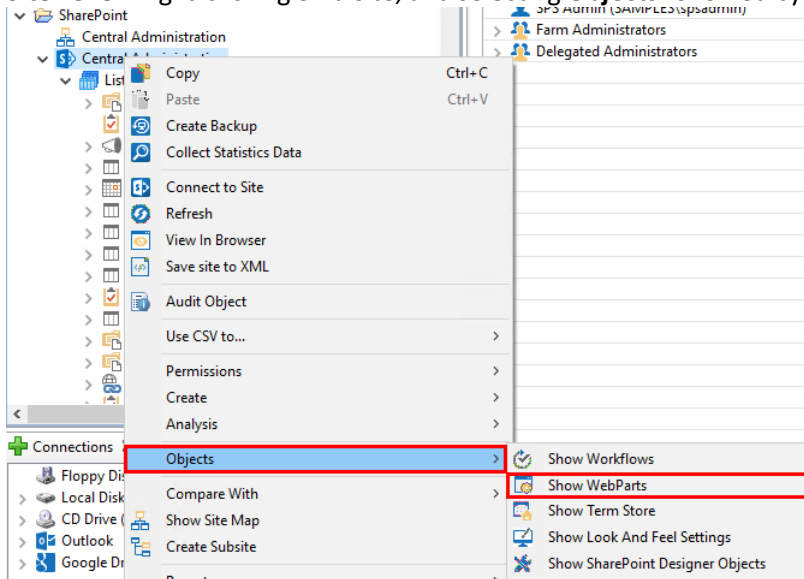 SharePoint
Central Administration
Central
List
Copy Ctrl+C
Paste Ctrl+V
Create Backup
Collect Statistics Data
Connect to Site
Refresh
View In Browser
Save site to XML
Audit Object
Use CSV to...
Permissions
Create
Analysis
Objects
Compare With
Show Site Map
Create Subsite
SP3 Admin (SAMPLES\spsadmin)
Farm Administrators
Delegated Administrators
Show Workflows
Show WebParts
Show Term Store
Show Look And Feel Settings
Show SharePoint Designer Objects
Connections
Floppy Di
Local Disk
CD Drive (
Outlook
Google Dr